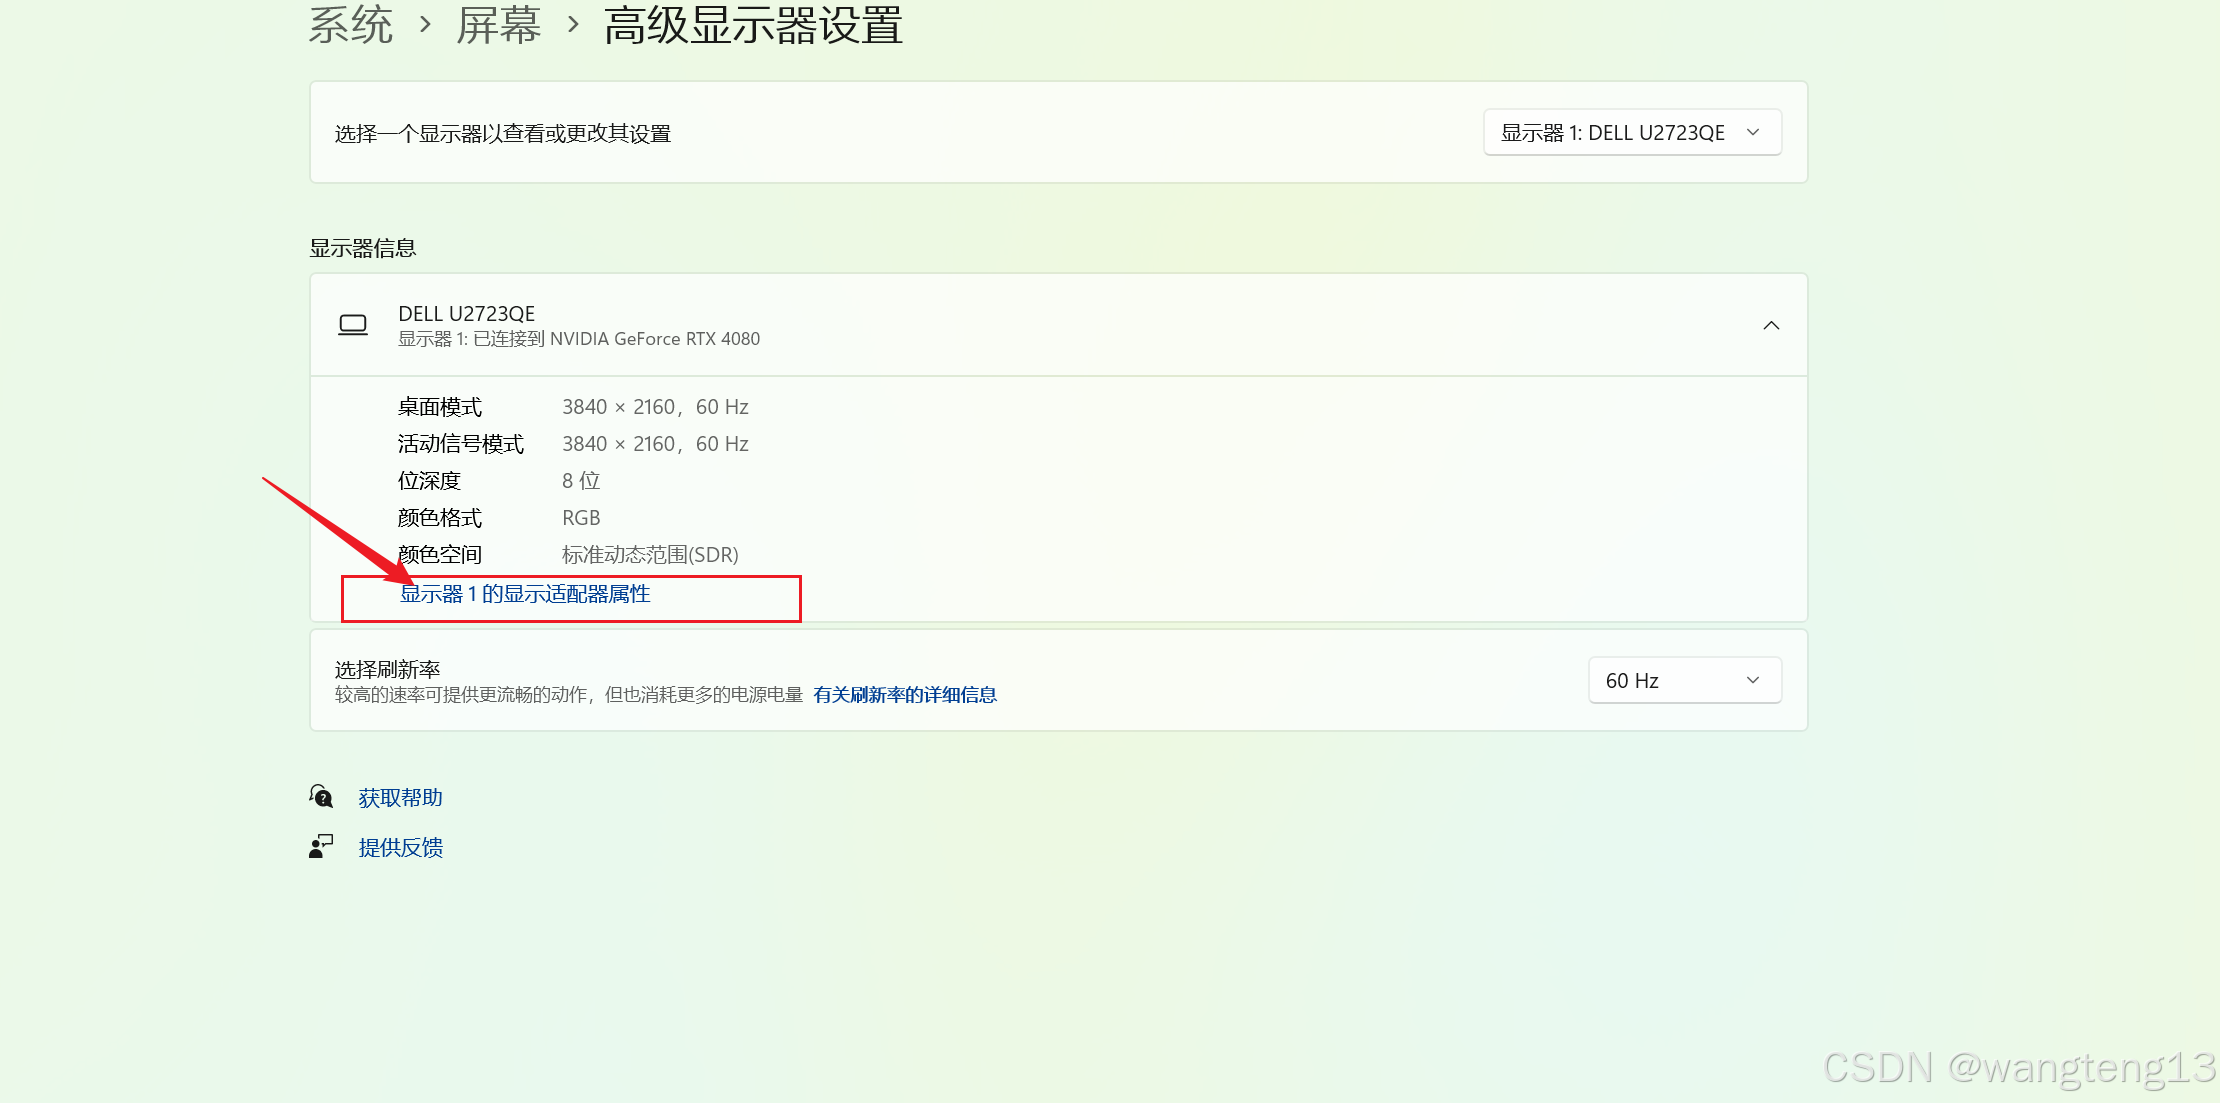 系统 › 屏幕 › 高级显示器设置
选择一个显示器以查看或更改其设置
显示器 1: DELL U2723QE
显示器信息
DELL U2723QE
显示器 1: 已连接到 NVIDIA GeForce RTX 4080
桌面模式 3840 × 2160，60 Hz
活动信号模式 3840 × 2160，60 Hz
位深度 8 位
颜色格式 RGB
颜色空间 标准动态范围(SDR)
显示器 1 的显示适配器属性
选择刷新率
较高的速率可提供更流畅的动作，但也消耗更多的电源电量 有关刷新率的详细信息
60 Hz
获取帮助
提供反馈
CSDN @wangteng13